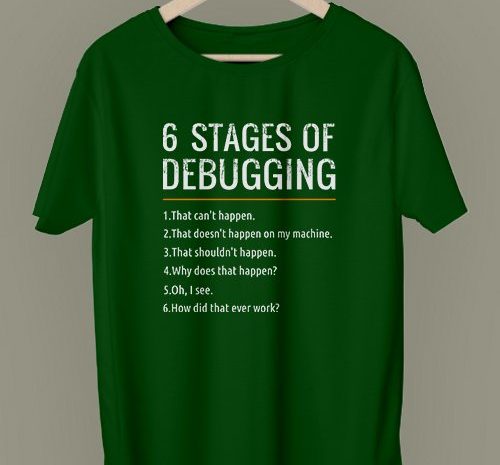 6 STAGES OF
DEBUGGING
1.That can't happen.
2.That doesn't happen on my machine.
3.That shouldn't happen.
4.Why does that happen?
5.Oh, I see.
6.How did that ever work?